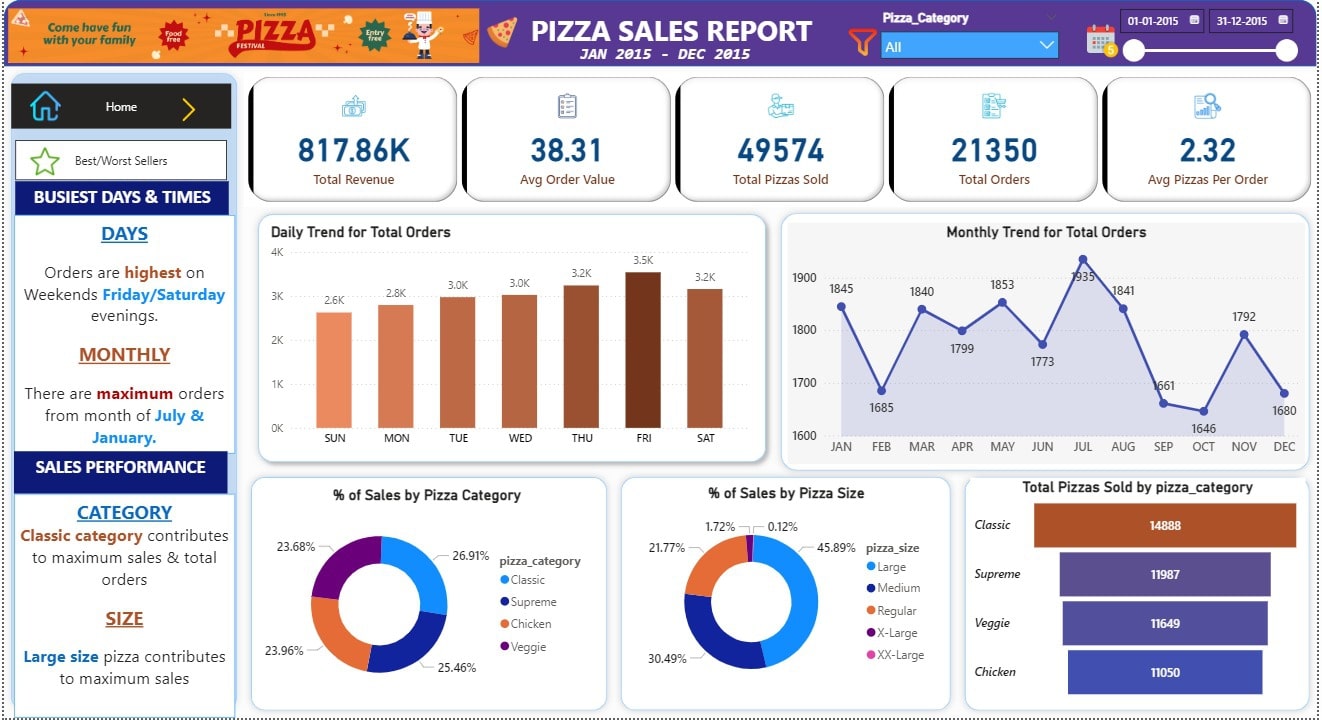 Come have fun
with your family
Food
free
Since 1993
PIZZA
FESTIVAL
Entry
free
PIZZA SALES REPORT
JAN 2015 - DEC 2015
Pizza_Category
All
5
01-01-2015
31-12-2015
Home
Best/Worst Sellers
BUSIEST DAYS & TIMES
DAYS
Orders are highest on
Weekends Friday/Saturday
evenings.
MONTHLY
There are maximum orders
from month of July &
January.
SALES PERFORMANCE
CATEGORY
Classic category contributes
to maximum sales & total
orders
SIZE
Large size pizza contributes
to maximum sales
817.86K
Total Revenue
38.31
Avg Order Value
49574
Total Pizzas Sold
21350
Total Orders
2.32
Avg Pizzas Per Order
Daily Trend for Total Orders
4K
3K
2K
1K
0K
2.6K
2.8K
3.0K
3.0K
3.2K
3.5K
3.2K
SUN
MON
TUE
WED
THU
FRI
SAT
Monthly Trend for Total Orders
1900
1800
1700
1600
1845
1685
1840
1799
1853
1773
1935
1841
1661
1646
1792
1680
JAN
FEB
MAR
APR
MAY
JUN
JUL
AUG
SEP
OCT
NOV
DEC
% of Sales by Pizza Category
23.68%
26.91%
23.96%
25.46%
pizza_category
Classic
Supreme
Chicken
Veggie
% of Sales by Pizza Size
1.72%
0.12%
21.77%
45.89%
30.49%
pizza_size
Large
Medium
Regular
X-Large
XX-Large
Total Pizzas Sold by pizza_category
Classic
14888
Supreme
11987
Veggie
11649
Chicken
11050